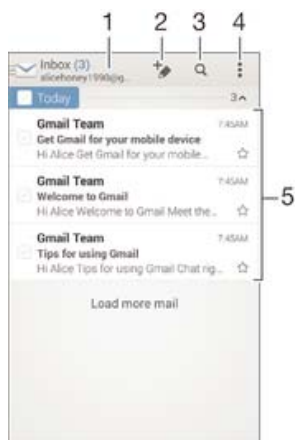 1 2 3 4
Inbox (3)
alicehoney1990@g...
Today 3
Gmail Team 7:45AM
Get Gmail for your mobile device
Hi Alice Get Gmail for your mobile...
5
Gmail Team 7:45AM
Welcome to Gmail
Hi Alice Welcome to Gmail Meet the...
Gmail Team 7:45AM
Tips for using Gmail
Hi Alice Tips for using Gmail Chat rig...
Load more mail